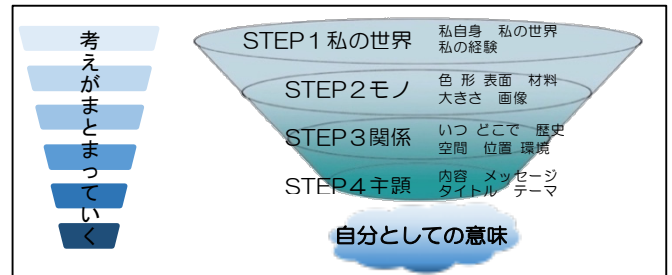 考えがまとまっていく
STEP1私の世界
私自身 私の世界
私の経験
STEP2モノ
色 形 表面 材料
大きさ 画像
STEP3関係
いつ どこで 歴史
空間 位置 環境
STEP4主題
内容 メッセージ
タイトル テーマ
自分としての意味